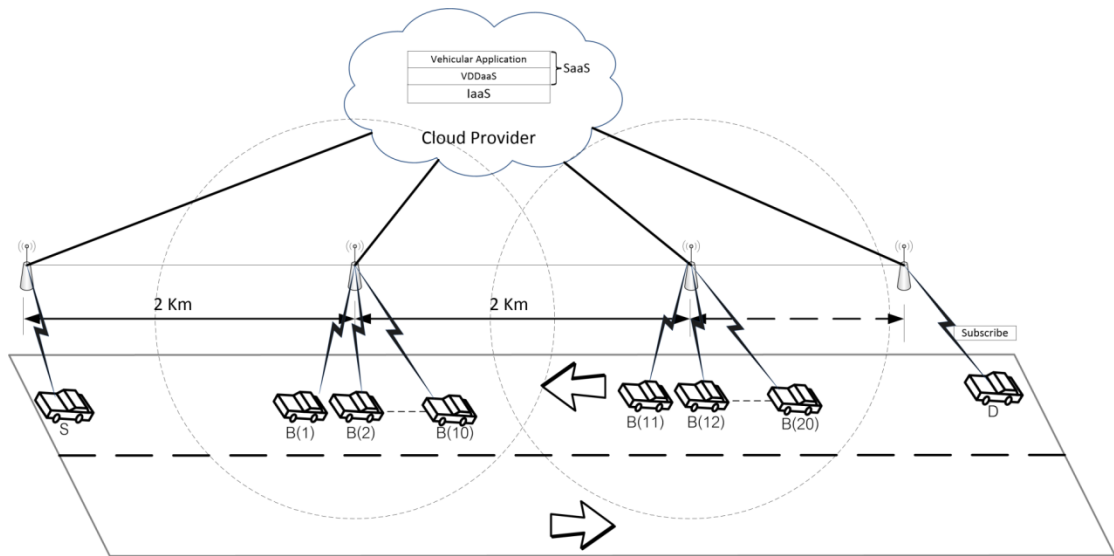 Vehicular Application
VDDaaS
SaaS
IaaS
Cloud Provider
2 Km
2 Km
Subscribe
S
B(1)
B(2)
B(10)
B(11)
B(12)
B(20)
D